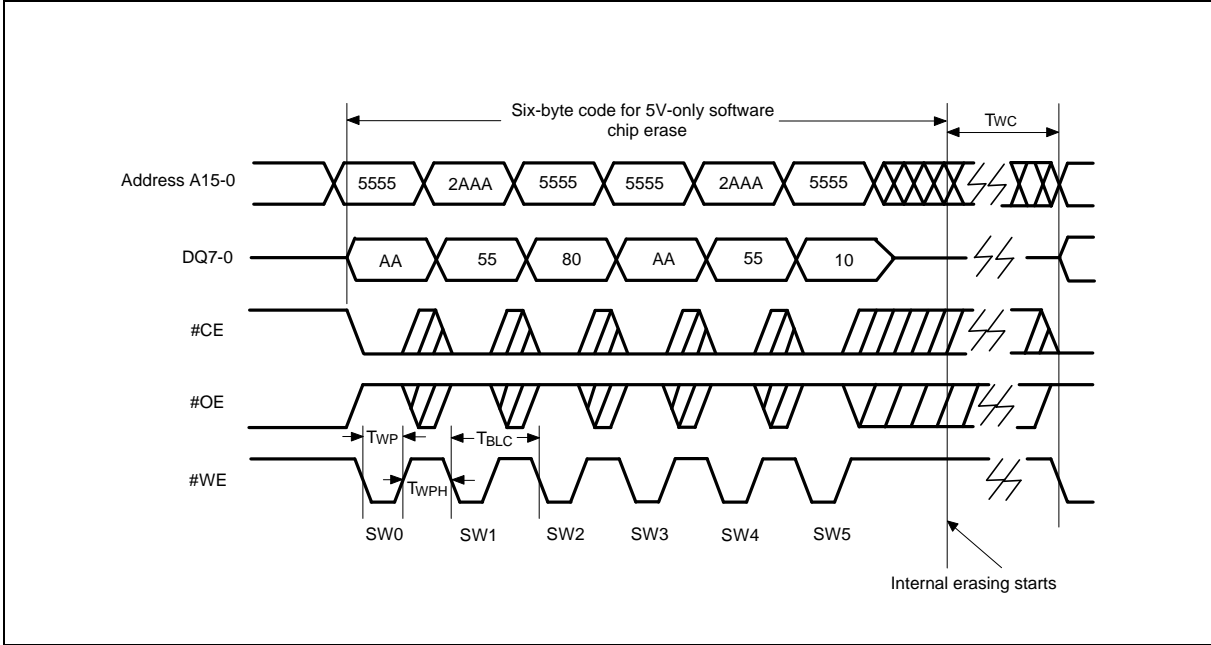 Six-byte code for 5V-only software
chip erase
TWC
Address A15-0
5555
2AAA
5555
5555
2AAA
5555
DQ7-0
AA
55
80
AA
55
10
#CE
#OE
TWP
TBLC
#WE
TWPH
SW0
SW1
SW2
SW3
SW4
SW5
Internal erasing starts